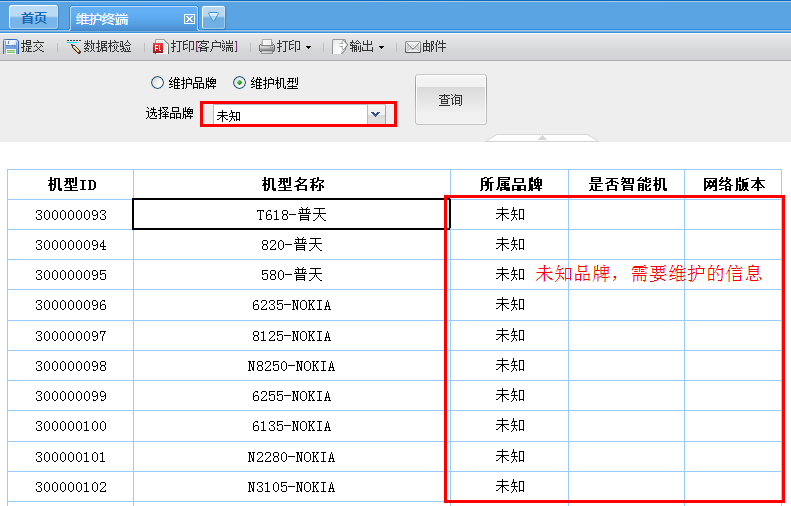 首页 维护终端
提交 数据校验 打印[客户端] 打印 输出 邮件
维护品牌 维护机型
选择品牌 未知 查询
机型ID 机型名称 所属品牌 是否智能机 网络版本
300000093 T618-普天 未知
300000094 820-普天 未知
300000095 580-普天 未知 未知品牌，需要维护的信息
300000096 6235-NOKIA 未知
300000097 8125-NOKIA 未知
300000098 N8250-NOKIA 未知
300000099 6255-NOKIA 未知
300000100 6135-NOKIA 未知
300000101 N2280-NOKIA 未知
300000102 N3105-NOKIA 未知